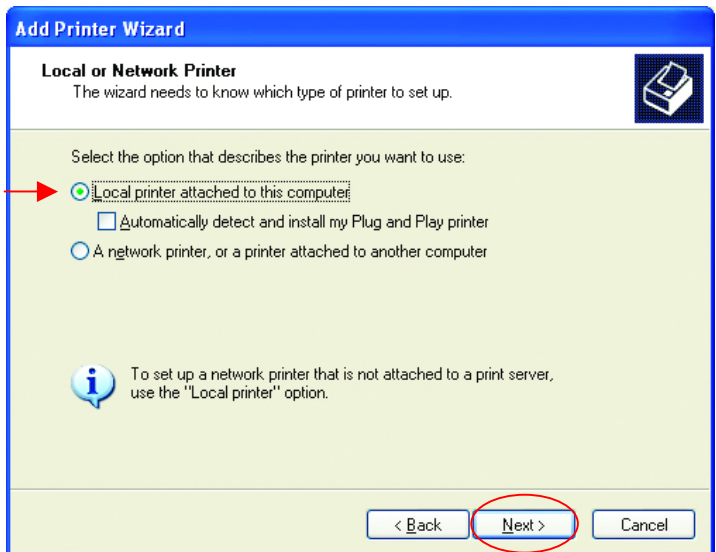 Add Printer Wizard
Local or Network Printer
The wizard needs to know which type of printer to set up.
Select the option that describes the printer you want to use:
Local printer attached to this computer
Automatically detect and install my Plug and Play printer
A network printer, or a printer attached to another computer
To set up a network printer that is not attached to a print server,
use the "Local printer" option.
< Back
Next >
Cancel